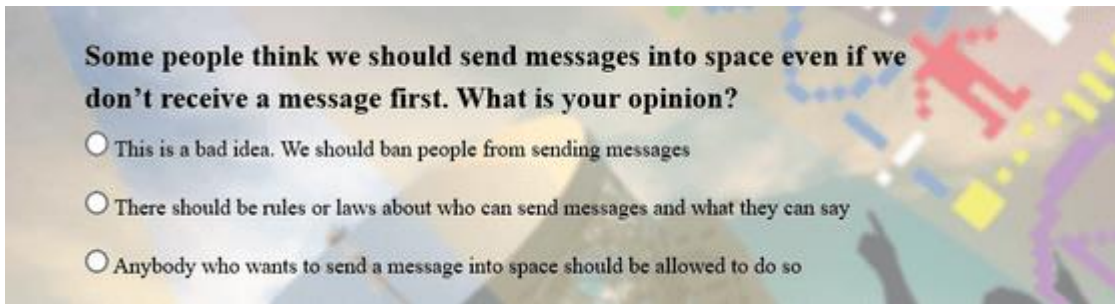 Some people think we should send messages into space even if we
don't receive a message first. What is your opinion?
This is a bad idea. We should ban people from sending messages
There should be rules or laws about who can send messages and what they can say
Anybody who wants to send a message into space should be allowed to do so